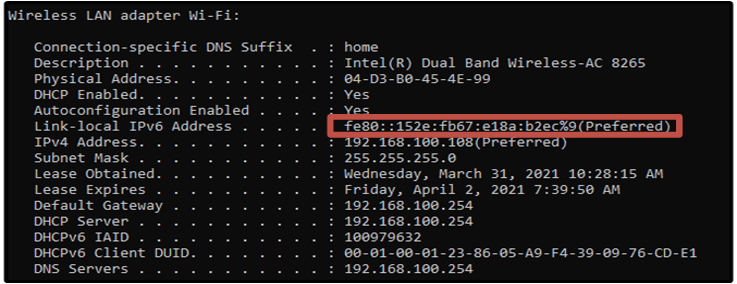 Wireless LAN adapter Wi-Fi:
Connection-specific DNS Suffix  . : home
Description . . . . . . . . . . . : Intel(R) Dual Band Wireless-AC 8265
Physical Address. . . . . . . . . : 04-D3-B0-45-4E-99
DHCP Enabled. . . . . . . . . . . : Yes
Autoconfiguration Enabled . . . . : Yes
Link-local IPv6 Address . . . . . : fe80::152e:fb67:e18a:b2ec%9(Preferred)
IPv4 Address. . . . . . . . . . . : 192.168.100.108(Preferred)
Subnet Mask . . . . . . . . . . . : 255.255.255.0
Lease Obtained. . . . . . . . . . : Wednesday, March 31, 2021 10:28:15 AM
Lease Expires . . . . . . . . . . : Friday, April 2, 2021 7:39:50 AM
Default Gateway . . . . . . . . . : 192.168.100.254
DHCP Server . . . . . . . . . . . : 192.168.100.254
DHCPv6 IAID . . . . . . . . . . . : 100979632
DHCPv6 Client DUID. . . . . . . . : 00-01-00-01-23-86-05-A9-F4-39-09-76-CD-E1
DNS Servers . . . . . . . . . . . : 192.168.100.254